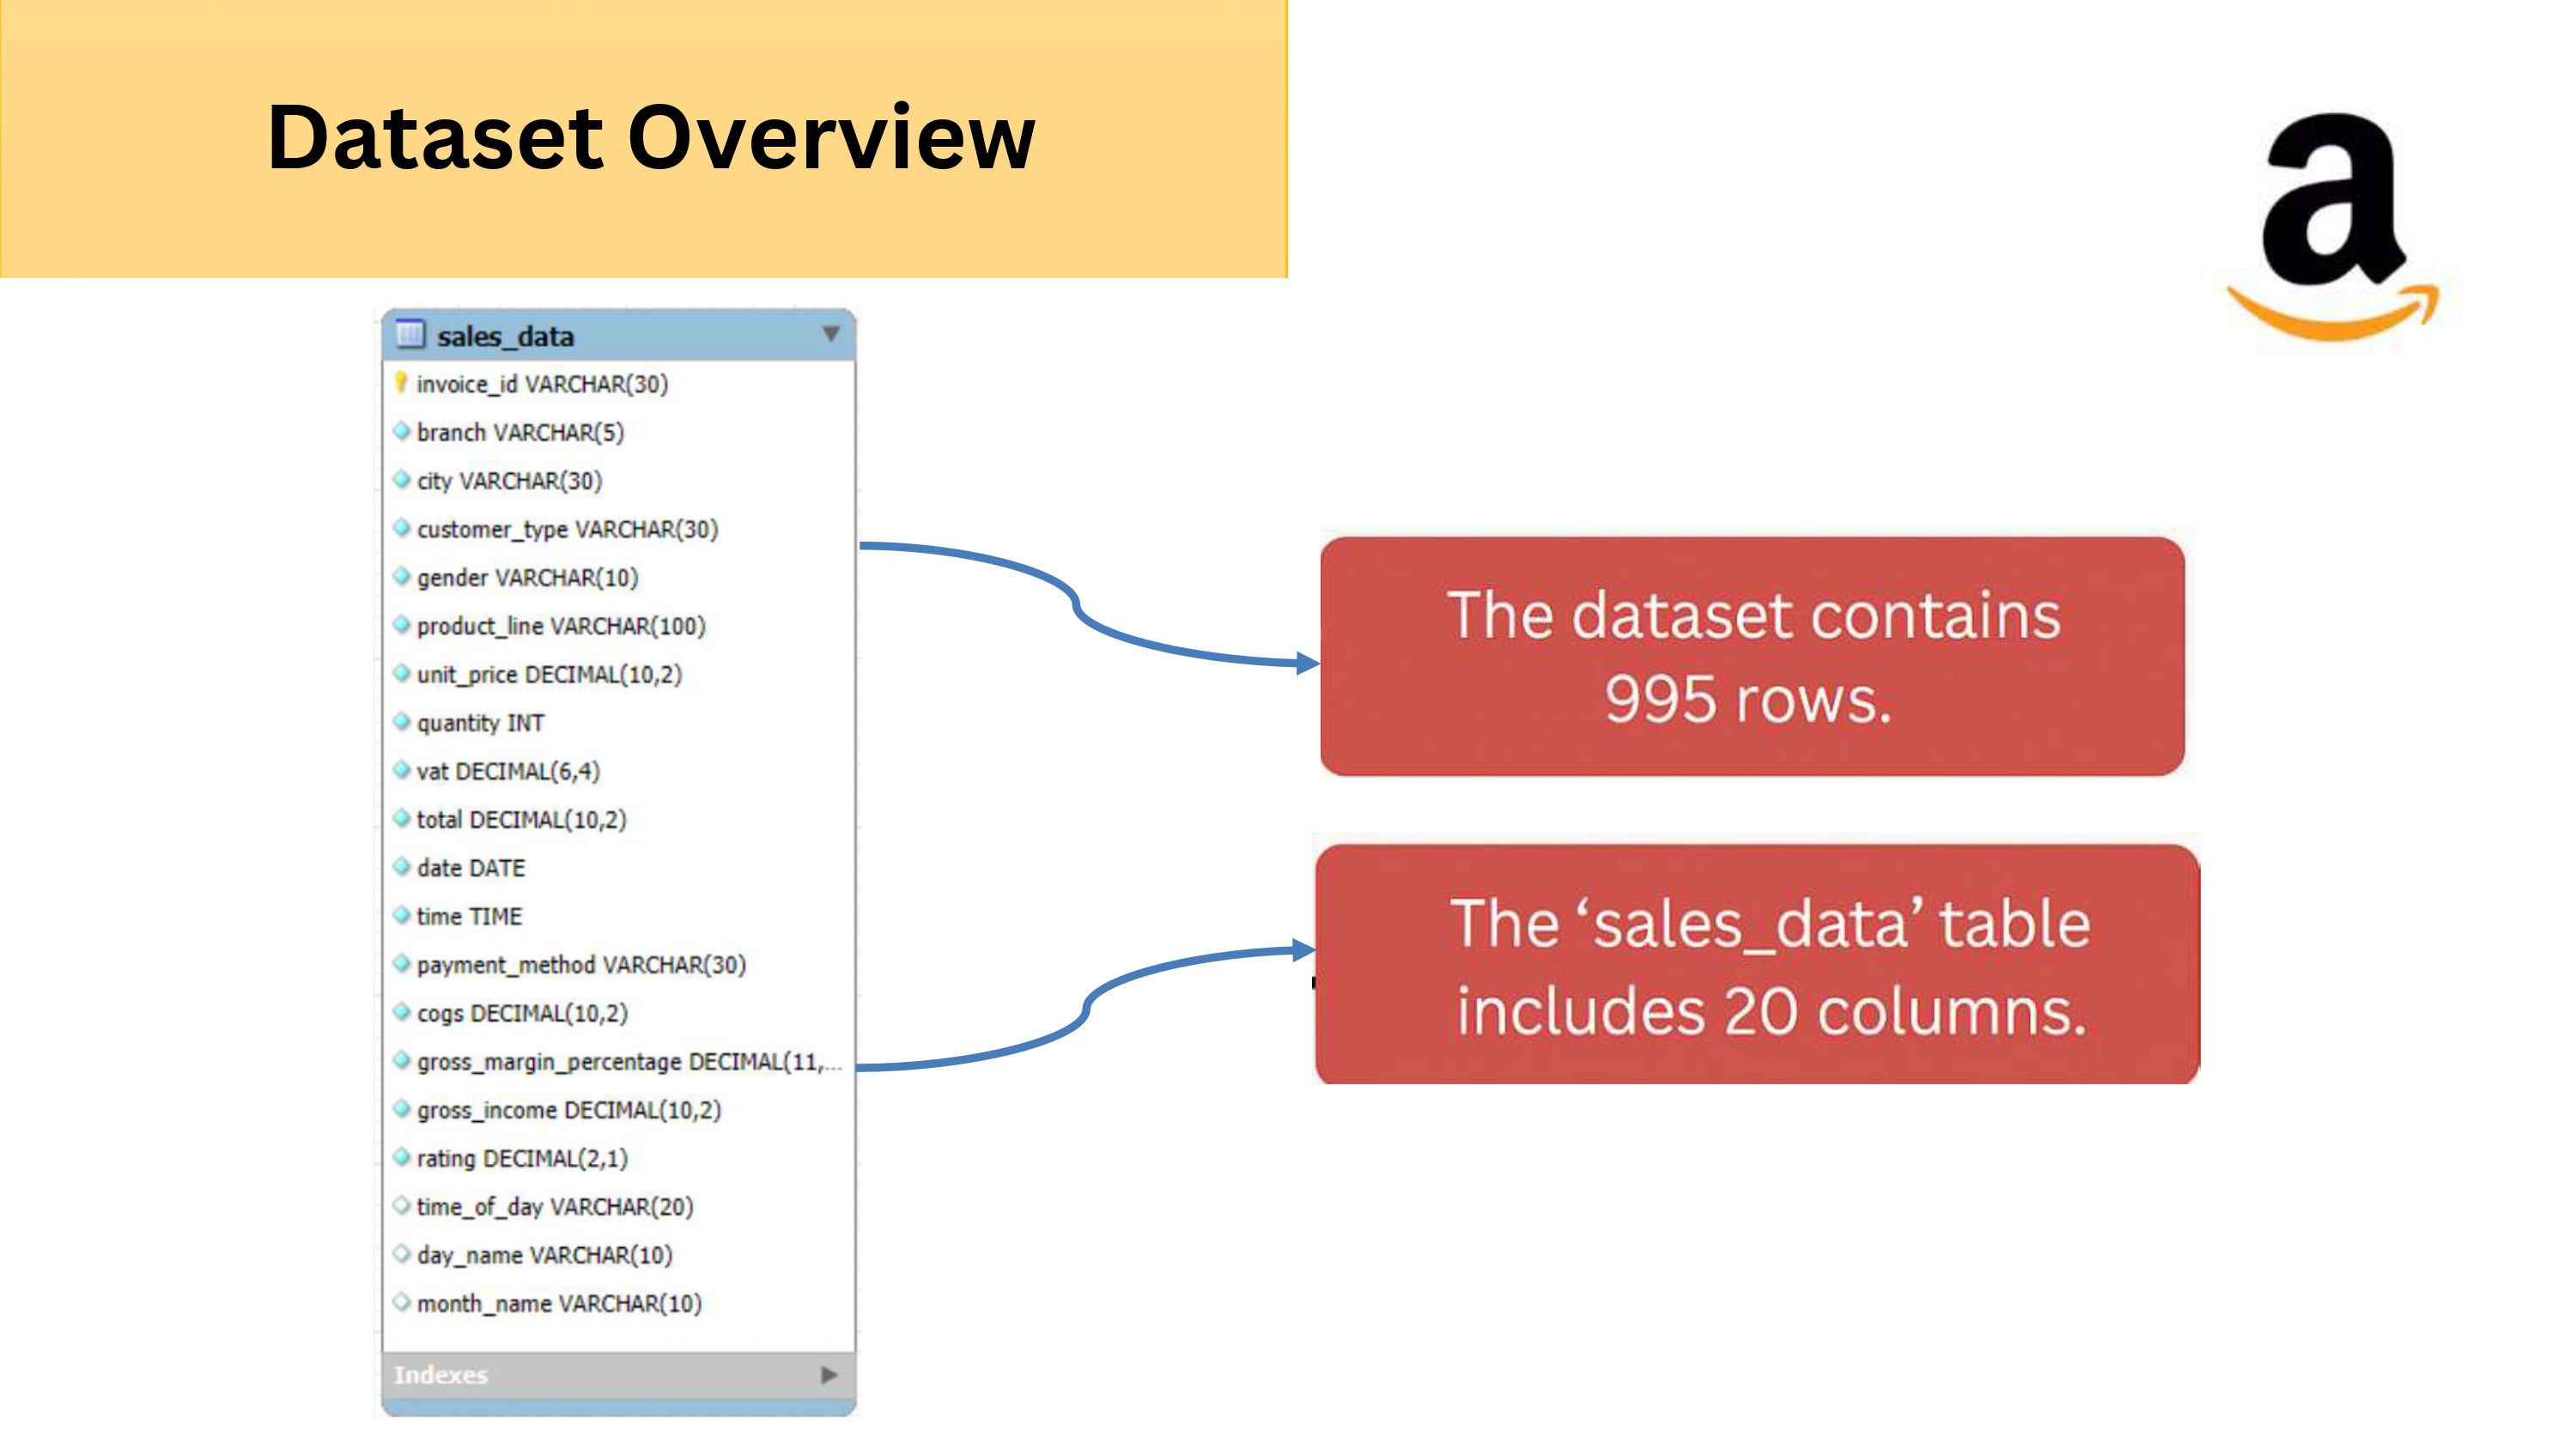 Dataset Overview
a
sales_data
invoice_id VARCHAR(30)
branch VARCHAR(5)
city VARCHAR(30)
customer_type VARCHAR(30)
gender VARCHAR(10)
product_line VARCHAR(100)
unit_price DECIMAL(10,2)
quantity INT
vat DECIMAL(6,4)
total DECIMAL(10,2)
date DATE
time TIME
payment_method VARCHAR(30)
cogs DECIMAL(10,2)
gross_margin_percentage DECIMAL(11,...
gross_income DECIMAL(10,2)
rating DECIMAL(2,1)
time_of_day VARCHAR(20)
day_name VARCHAR(10)
month_name VARCHAR(10)
Indexes
The dataset contains
995 rows.
The ‘sales_data’ table
includes 20 columns.